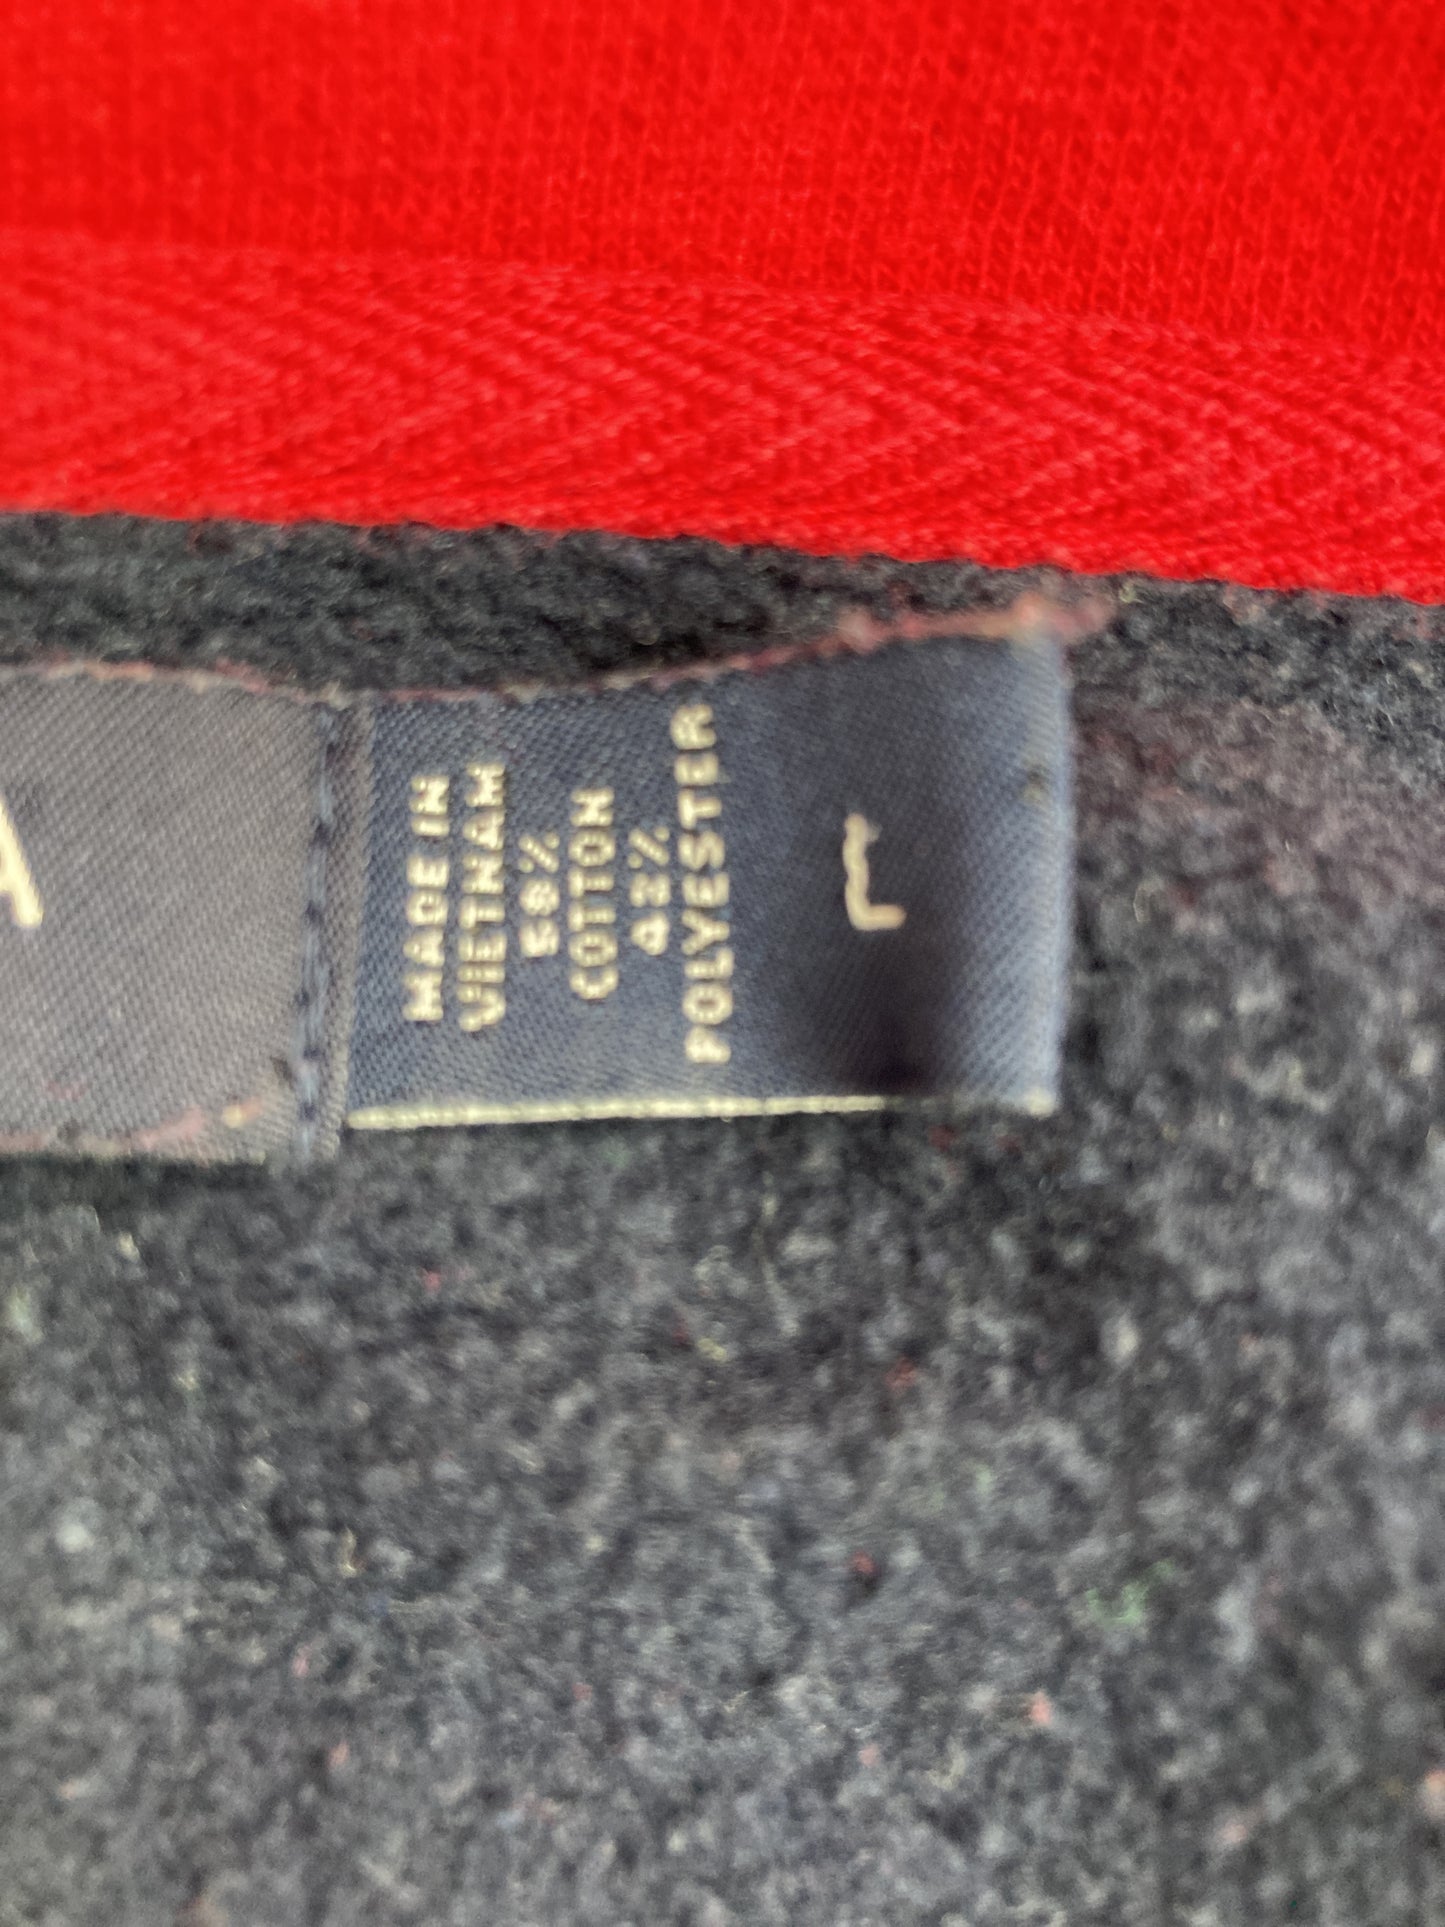 MADE IN
VIETNAM
58%
COTTON
42%
POLYESTER
L